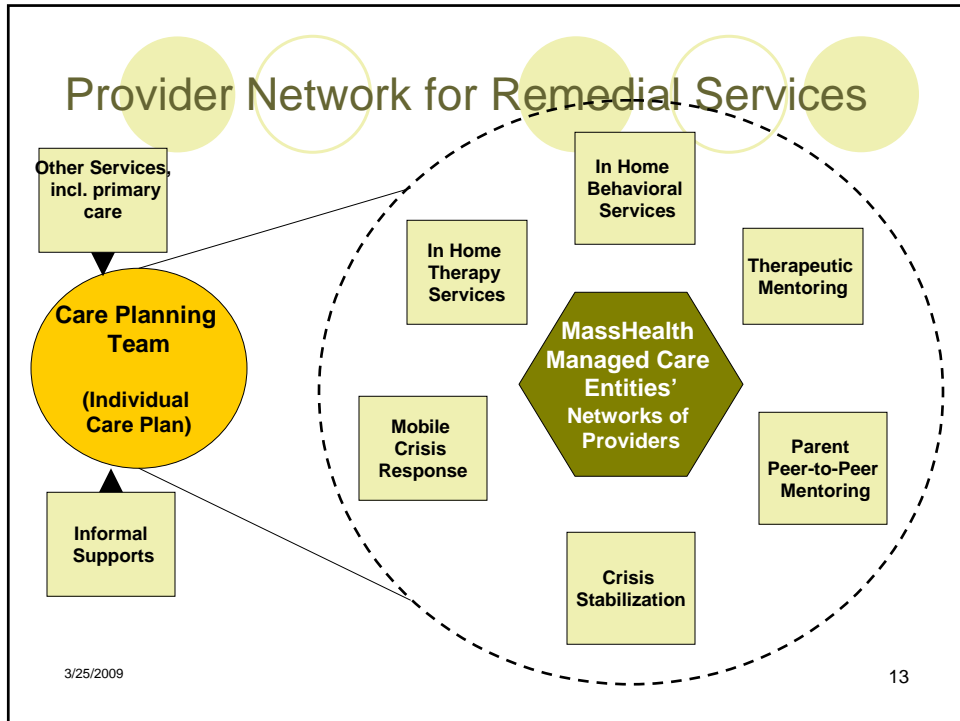 Provider Network for Remedial Services
Other Services,
incl. primary
care
Care Planning
Team
(Individual
Care Plan)
Informal
Supports
In Home
Behavioral
Services
In Home
Therapy
Services
Therapeutic
Mentoring
MassHealth
Managed Care
Entities’
Networks of
Providers
Mobile
Crisis
Response
Parent
Peer-to-Peer
Mentoring
Crisis
Stabilization
3/25/2009
13